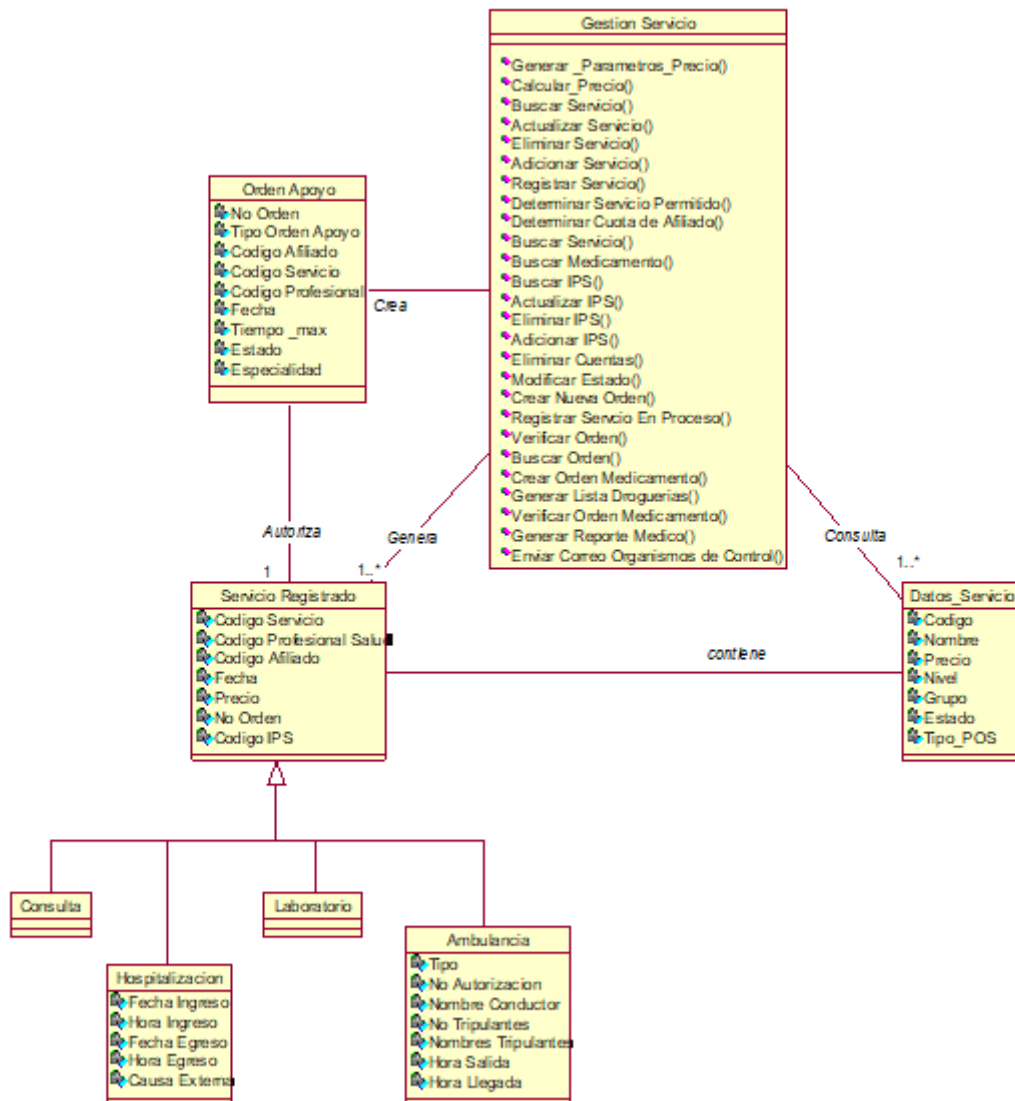 Gestion Servicio
Generar _Parametros_Precio()
Calcular_Precio()
Buscar Servicio()
Actualizar Servicio()
Eliminar Servicio()
Adicionar Servicio()
Registrar Servicio()
Determinar Servicio Permitido()
Determinar Cuota de Afiliado()
Buscar Servicio()
Buscar Medicamento()
Buscar IPS()
Actualizar IPS()
Eliminar IPS()
Adicionar IPS()
Eliminar Cuentas()
Modificar Estado()
Crear Nueva Orden()
Registrar Servcio En Proceso()
Verificar Orden()
Buscar Orden()
Crear Orden Medicamento()
Generar Lista Droguerias()
Verificar Orden Medicamento()
Generar Reporte Medico()
Enviar Correo Organismos de Control()
Orden Apoyo
No Orden
Tipo Orden Apoyo
Codigo Afiliado
Codigo Servicio
Codigo Profesional
Fecha
Tiempo _max
Estado
Especialidad
Crea
Autoriza
1
Genera
1..*
Consulta
1..*
Servicio Registrado
Codigo Servicio
Codigo Profesional Salud
Codigo Afiliado
Fecha
Precio
No Orden
Codigo IPS
contiene
Datos_Servicio
Codigo
Nombre
Precio
Nivel
Grupo
Estado
Tipo_POS
Consulta
Hospitalizacion
Fecha Ingreso
Hora Ingreso
Fecha Egreso
Hora Egreso
Causa Externa
Laboratorio
Ambulancia
Tipo
No Autorizacion
Nombre Conductor
No Tripulantes
Nombres Tripulantes
Hora Salida
Hora Llegada